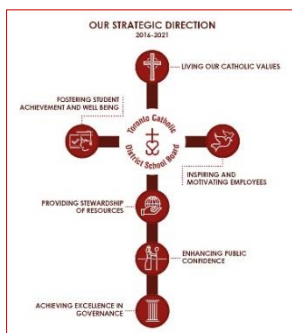 OUR STRATEGIC DIRECTION
2016-2021
LIVING OUR CATHOLIC VALUES
FOSTERING STUDENT
ACHIEVEMENT AND WELL BEING
Toronto Catholic
District School Board
INSPIRING AND
MOTIVATING EMPLOYEES
PROVIDING STEWARDSHIP
OF RESOURCES
ENHANCING PUBLIC
CONFIDENCE
ACHIEVING EXCELLENCE IN
GOVERNANCE